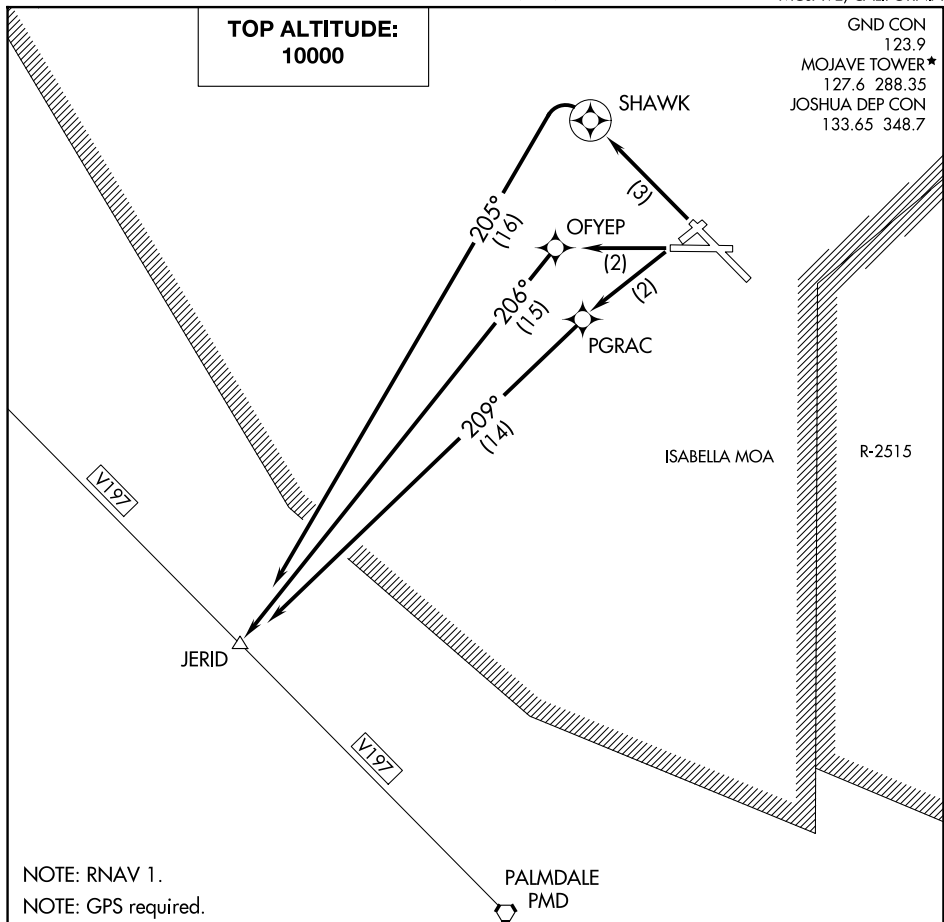 TOP ALTITUDE:
10000
GND CON
123.9
MOJAVE TOWER★
127.6 288.35
JOSHUA DEP CON
133.65 348.7
SHAWK
(3)
205°
(16)
OFYEP
(2)
206°
(15)
(2)
PGRAC
209°
(14)
ISABELLA MOA
R-2515
V197
JERID
V197
NOTE: RNAV 1.
NOTE: GPS required.
PALMDALE
PMD